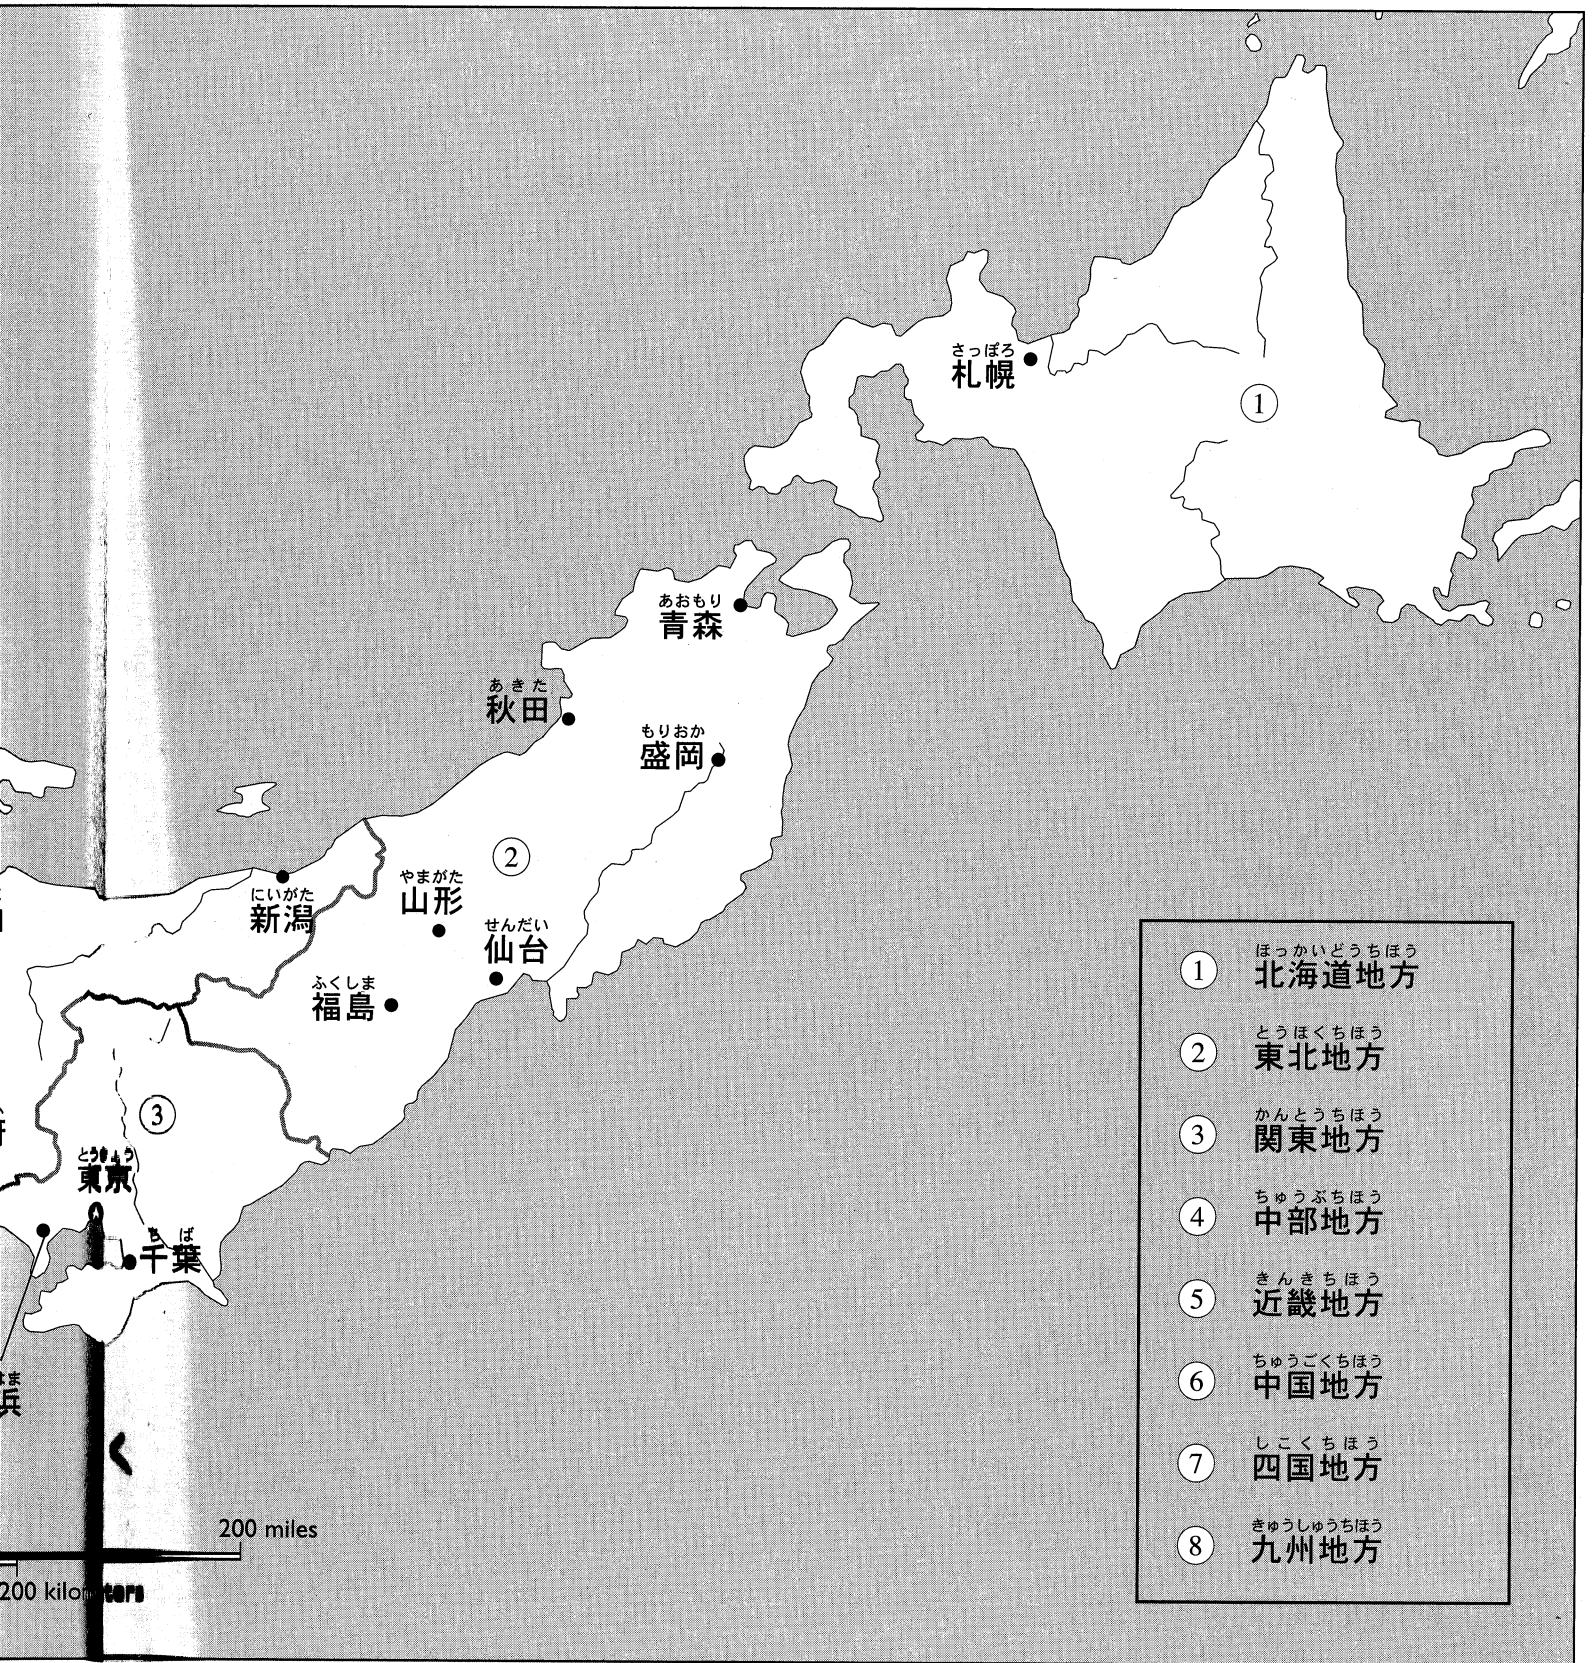 さっぽろ
札幌
①
あおもり
青森
あきた
秋田
もりおか
盛岡
②
にいがた
新潟
やまがた
山形
せんだい
仙台
ふくしま
福島
③
とうきょう
東京
ちば
千葉
はま
浜
く
200 miles
200 kilometers
① ほっかいどうちほう
北海道地方
② とうほくちほう
東北地方
③ かんとうちほう
関東地方
④ ちゅうぶちほう
中部地方
⑤ きんきちほう
近畿地方
⑥ ちゅうごくちほう
中国地方
⑦ しこくちほう
四国地方
⑧ きゅうしゅうちほう
九州地方